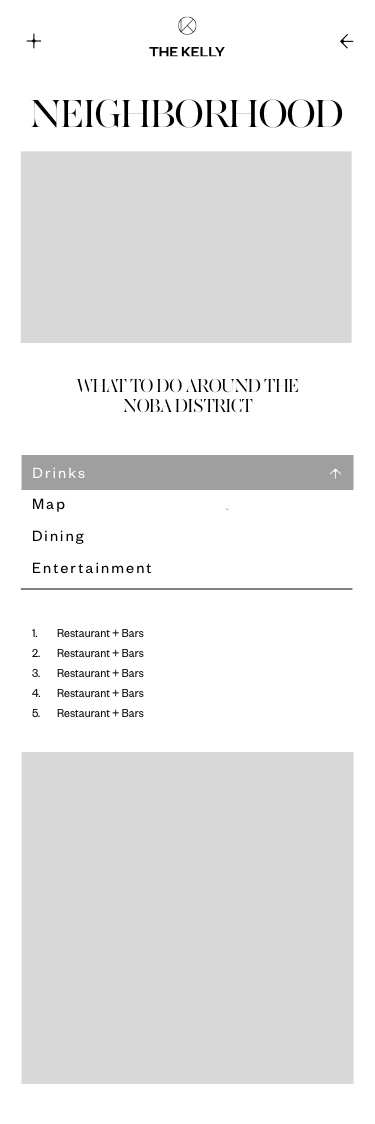 THE KELLY
NEIGHBORHOOD
WHAT TO DO AROUND THE
NOBA DISTRICT
Drinks
Map
Dining
Entertainment
1. Restaurant + Bars
2. Restaurant + Bars
3. Restaurant + Bars
4. Restaurant + Bars
5. Restaurant + Bars